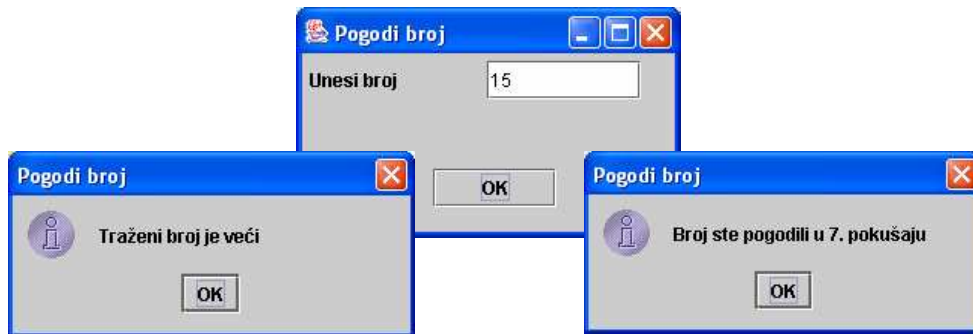 Pogodi broj
Unesi broj
15
OK
Pogodi broj
Traženi broj je veći
OK
Pogodi broj
Broj ste pogodili u 7. pokušaju
OK